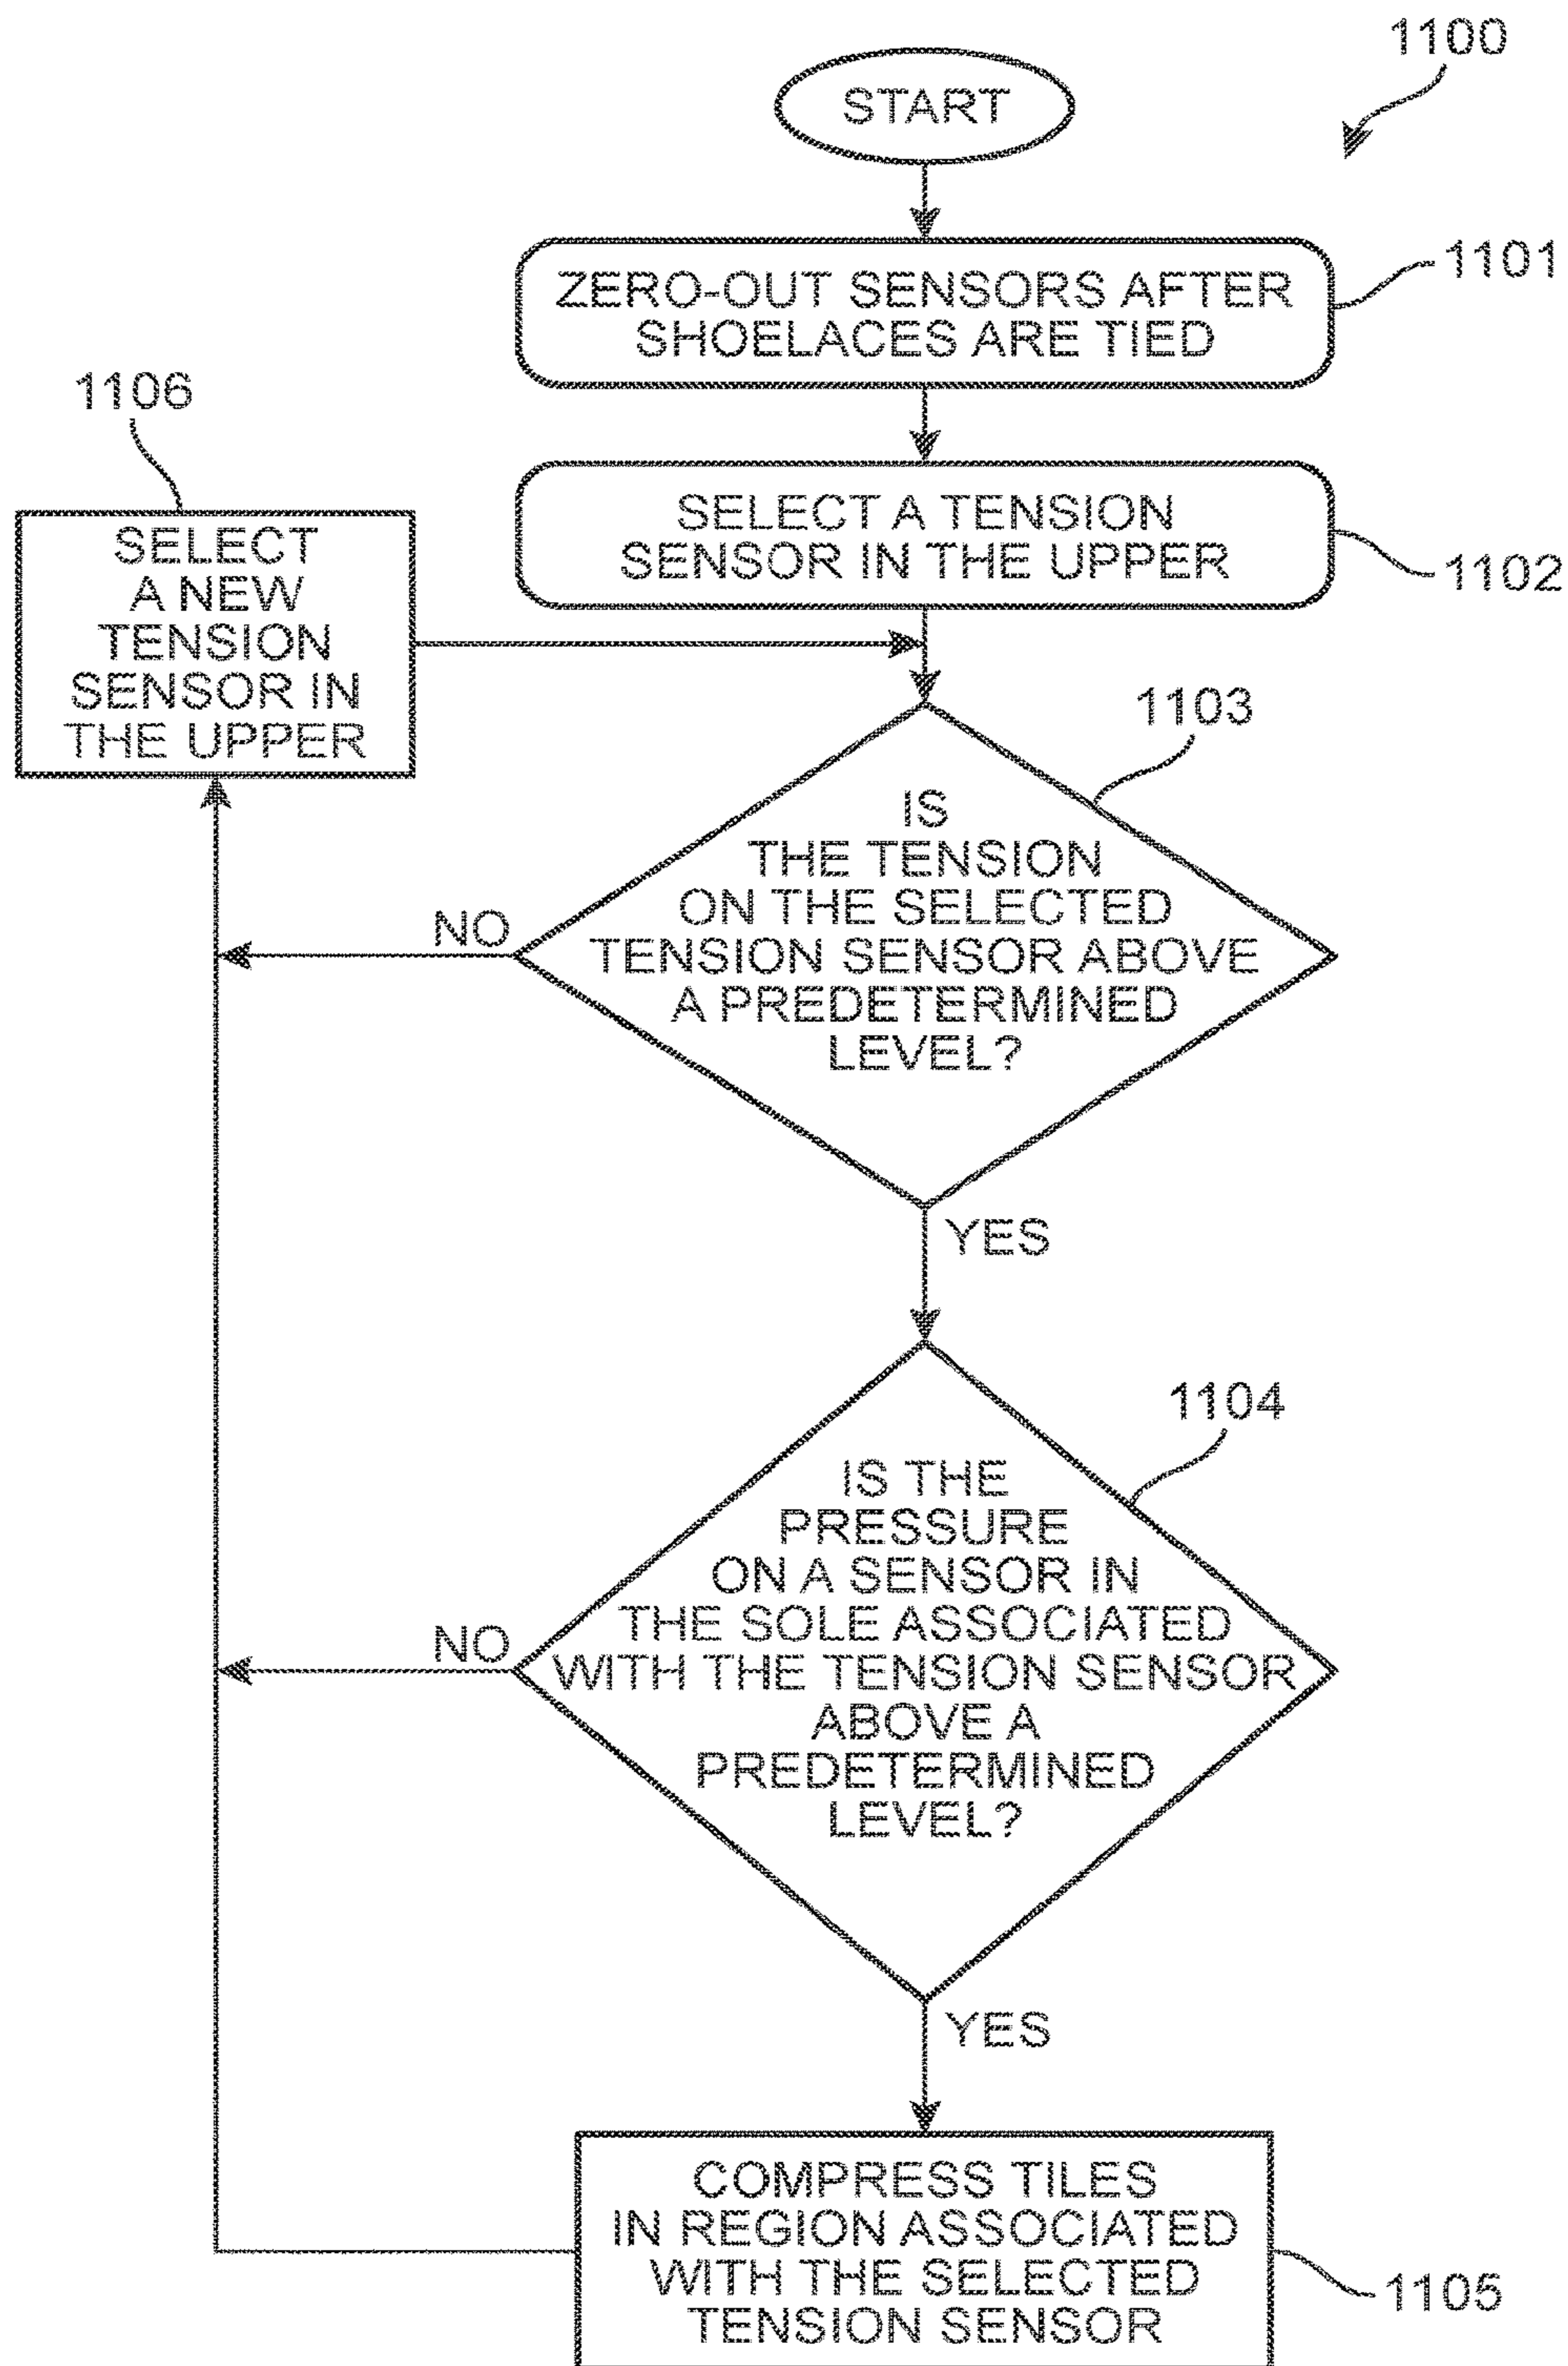 1100
START
ZERO-OUT SENSORS AFTER
SHOELACES ARE TIED
1101
1106
SELECT A TENSION
SENSOR IN THE UPPER
1102
SELECT
A NEW
TENSION
SENSOR IN
THE UPPER
1103
IS
THE TENSION
ON THE SELECTED
TENSION SENSOR ABOVE
A PREDETERMINED
LEVEL?
NO
YES
1104
IS THE
PRESSURE
ON A SENSOR IN
THE SOLE ASSOCIATED
WITH THE TENSION SENSOR
ABOVE A
PREDETERMINED
LEVEL?
NO
YES
COMPRESS TILES
IN REGION ASSOCIATED
WITH THE SELECTED
TENSION SENSOR
1105